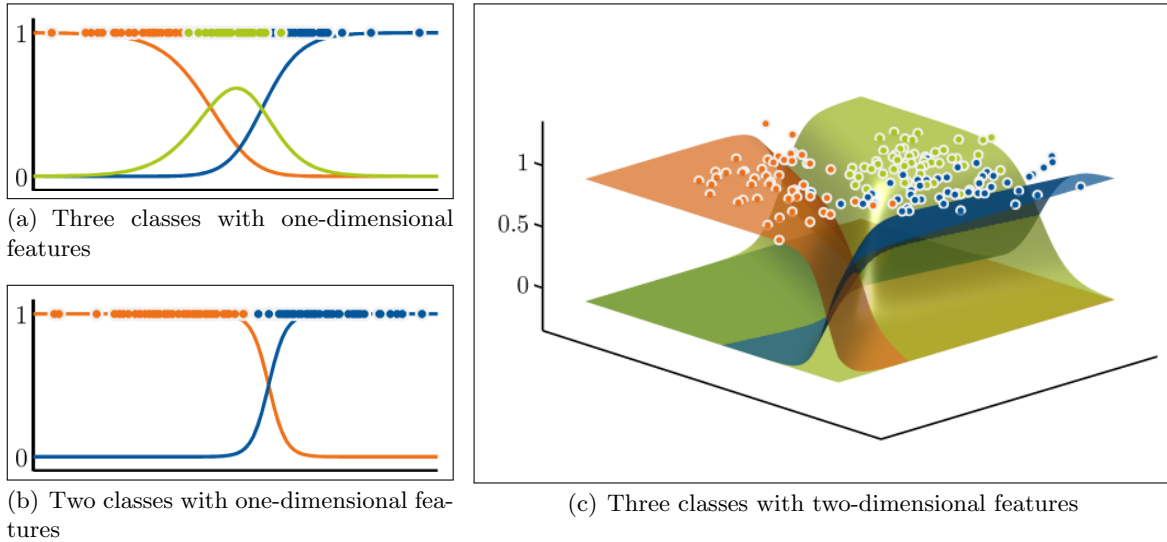 1
0
(a) Three classes with one-dimensional
features
1
0
(b) Two classes with one-dimensional fea-
tures
1
0.5
0
(c) Three classes with two-dimensional features